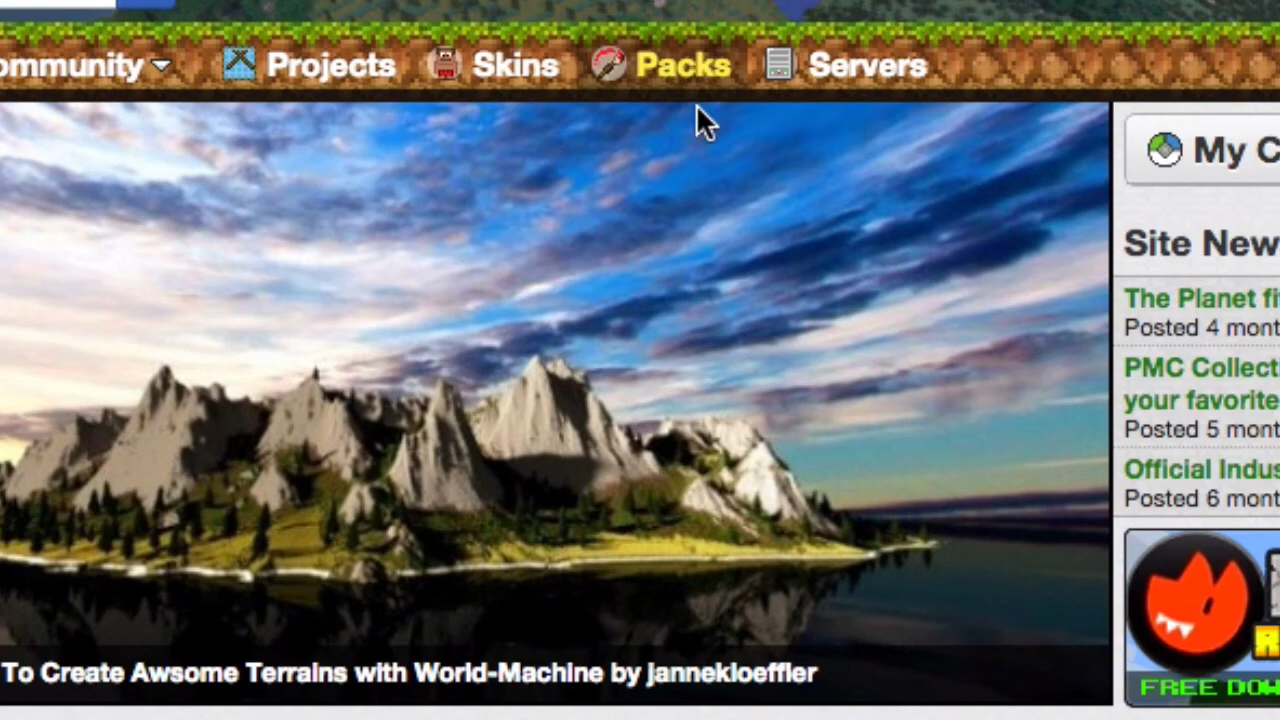 ommunity Projects Skins Packs Servers
My C
Site New
The Planet fi
Posted 4 mont
PMC Collecti
your favorite
Posted 5 mont
Official Indus
Posted 6 mont
To Create Awsome Terrains with World-Machine by jannekloeffler
FREE DOW